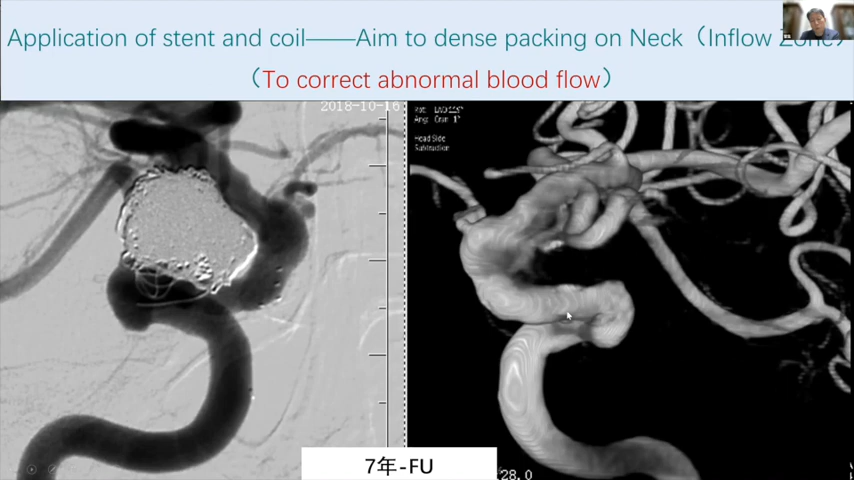 Application of stent and coil——Aim to dense packing on Neck（Inflow Zone）
（To correct abnormal blood flow）
2018-10-16
Head Side
Subtraction
7年-FU
28.0